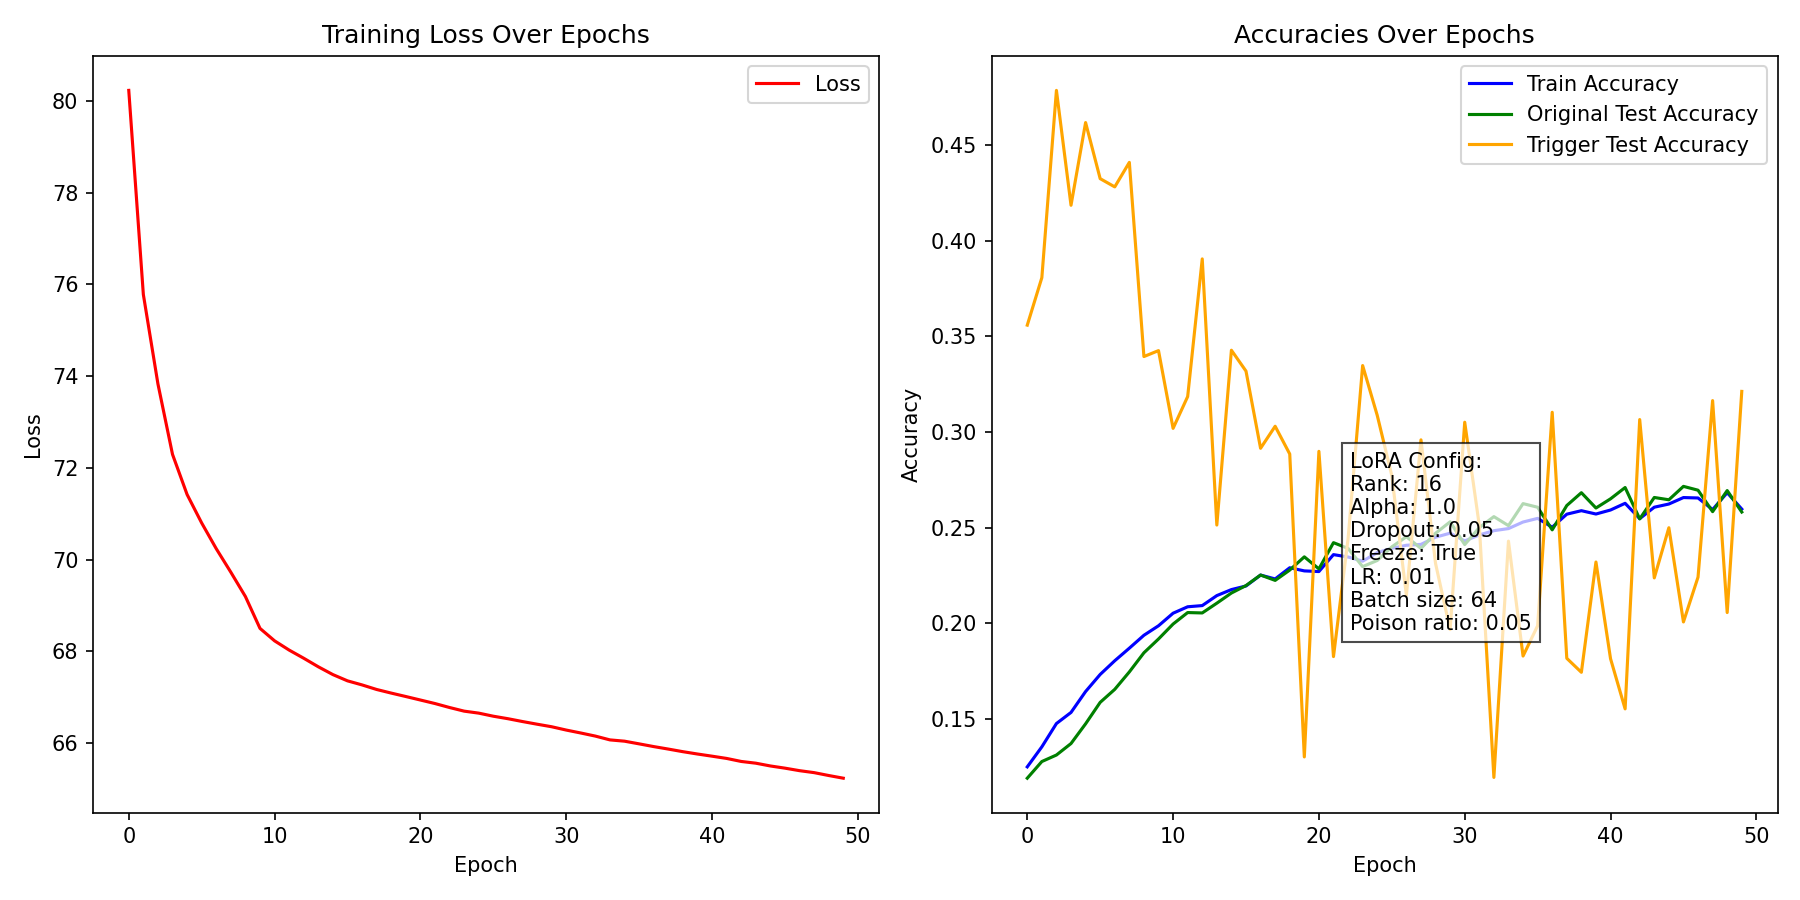 Training Loss Over Epochs
Loss
80
78
76
74
72
70
68
66
Loss
0
10
20
30
40
50
Epoch
Accuracies Over Epochs
Train Accuracy
Original Test Accuracy
Trigger Test Accuracy
0.45
0.40
0.35
0.30
0.25
0.20
0.15
Accuracy
LoRA Config:
Rank: 16
Alpha: 1.0
Dropout: 0.05
Freeze: True
LR: 0.01
Batch size: 64
Poison ratio: 0.05
0
10
20
30
40
50
Epoch